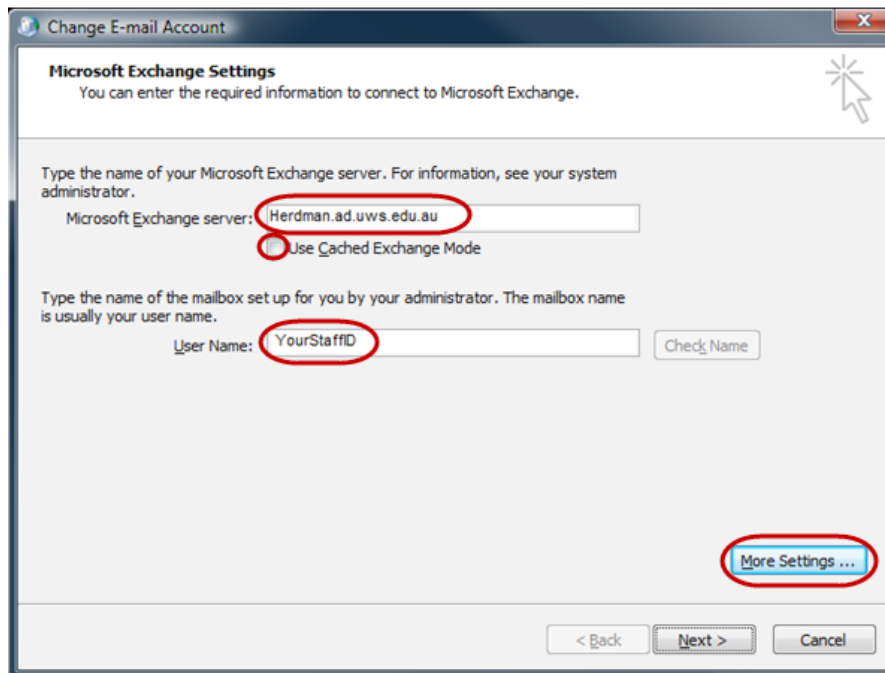 Change E-mail Account
Microsoft Exchange Settings
You can enter the required information to connect to Microsoft Exchange.
Type the name of your Microsoft Exchange server. For information, see your system
administrator.
Microsoft Exchange server: Herdman.ad.uws.edu.au
Use Cached Exchange Mode
Type the name of the mailbox set up for you by your administrator. The mailbox name
is usually your user name.
User Name: YourStaffID Check Name
More Settings ...
< Back Next > Cancel